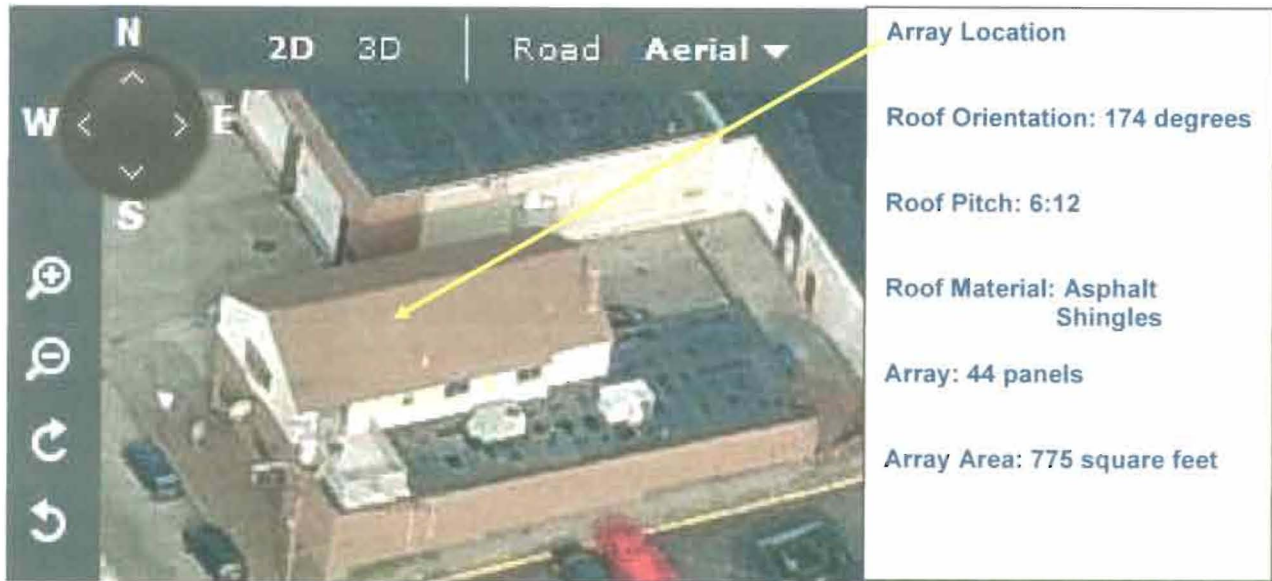 N
2D 3D Road Aerial
W E
S
Array Location
Roof Orientation: 174 degrees
Roof Pitch: 6:12
Roof Material: Asphalt
Shingles
Array: 44 panels
Array Area: 775 square feet